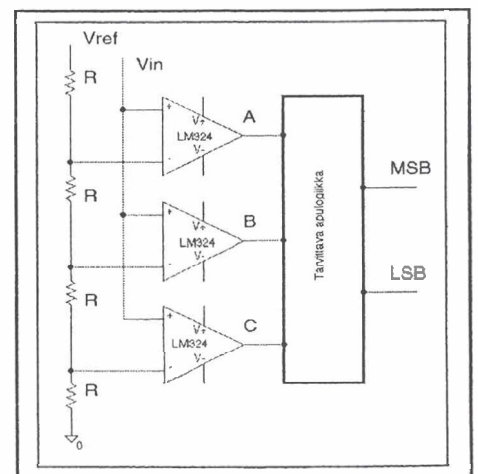 Vref
Vin
R
+
V+
LM324
V-
-
A
R
+
V+
LM324
V-
-
B
R
+
V+
LM324
V-
-
C
R
0
Tarvittava apulogiikka
MSB
LSB